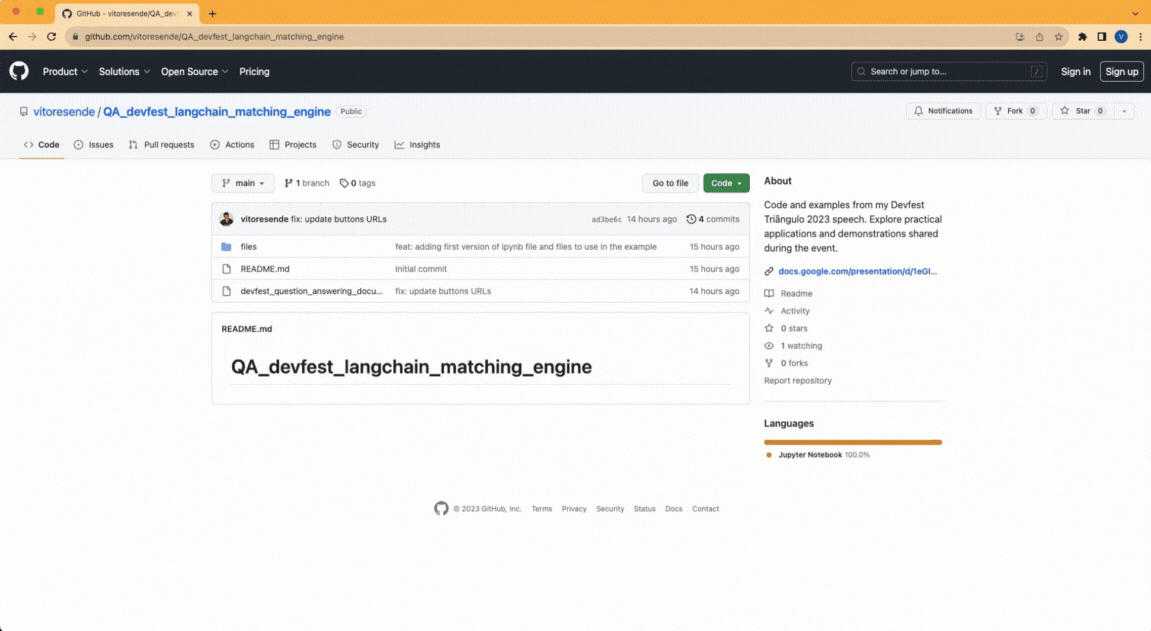 GitHub - vitoresende/QA_dev
github.com/vitoresende/QA_devfest_langchain_matching_engine
V
Product Solutions Open Source Pricing Search or jump to... / Sign in Sign up
vitoresende / QA_devfest_langchain_matching_engine Public Notifications Fork 0 Star 0
Code Issues Pull requests Actions Projects Security Insights
main 1 branch 0 tags Go to file Code
vitoresende fix: update buttons URLs ad3be6c 14 hours ago 4 commits
files feat: adding first version of ipynb file and files to use in the example 15 hours ago
README.md Initial commit 15 hours ago
devfest_question_answering_docu... fix: update buttons URLs 14 hours ago
README.md
QA_devfest_langchain_matching_engine
About
Code and examples from my Devfest
Triângulo 2023 speech. Explore practical
applications and demonstrations shared
during the event.
docs.google.com/presentation/d/1eGI...
Readme
Activity
0 stars
1 watching
0 forks
Report repository
Languages
Jupyter Notebook 100.0%
© 2023 GitHub, Inc. Terms Privacy Security Status Docs Contact